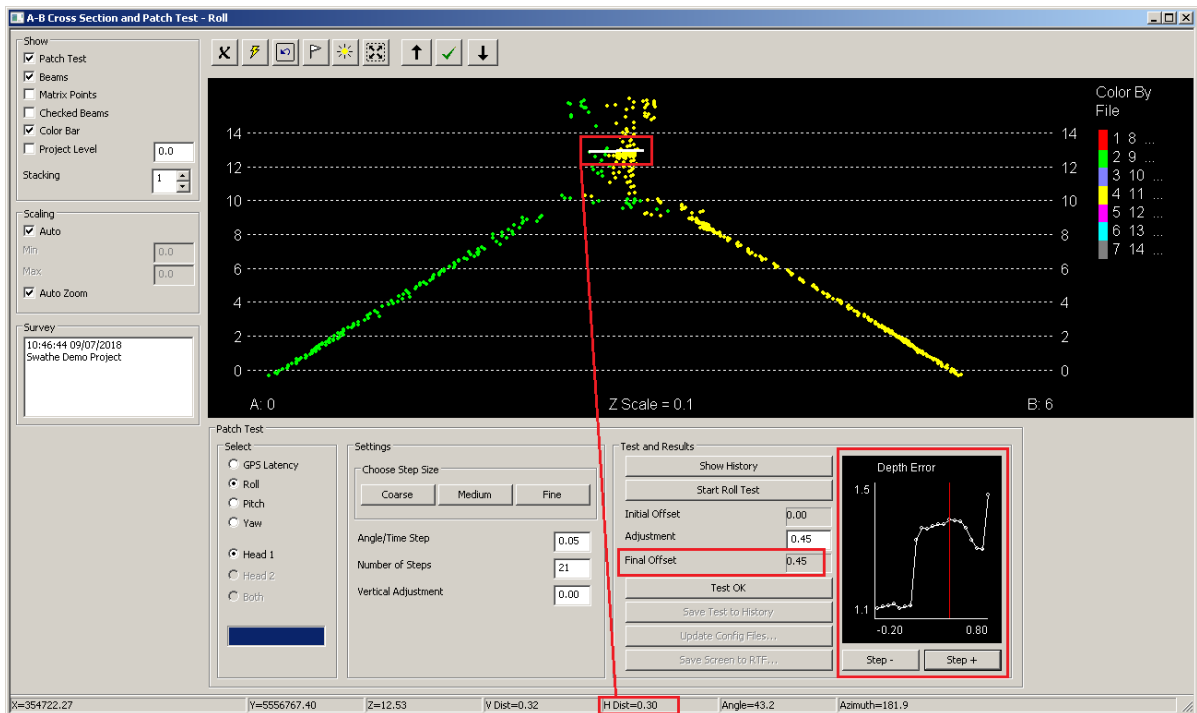 A-B Cross Section and Patch Test - Roll
Show
Patch Test
Beams
Matrix Points
Checked Beams
Color Bar
Project Level 0.0
Stacking 1
Scaling
Auto
Min 0.0
Max 0.0
Auto Zoom
Survey
10:46:44 09/07/2018
Swathe Demo Project
X
Color By
File
1 8 ...
2 9 ...
3 10 ...
4 11 ...
5 12 ...
6 13 ...
7 14 ...
14 14
12 12
10 10
8 8
6 6
4 4
2 2
0 0
A: 0 Z Scale = 0.1 B: 6
Patch Test
Select
GPS Latency
Roll
Pitch
Yaw
Head 1
Head 2
Both
Settings
Choose Step Size
Coarse Medium Fine
Angle/Time Step 0.05
Number of Steps 21
Vertical Adjustment 0.00
Test and Results
Show History
Start Roll Test
Initial Offset 0.00
Adjustment 0.45
Final Offset 0.45
Test OK
Save Test to History
Update Config Files...
Save Screen to RTF...
Depth Error
1.5
1.1
-0.20 0.80
Step - Step +
X=354722.27 Y=5556767.40 Z=12.53 V Dist=0.32 H Dist=0.30 Angle=43.2 Azimuth=181.9